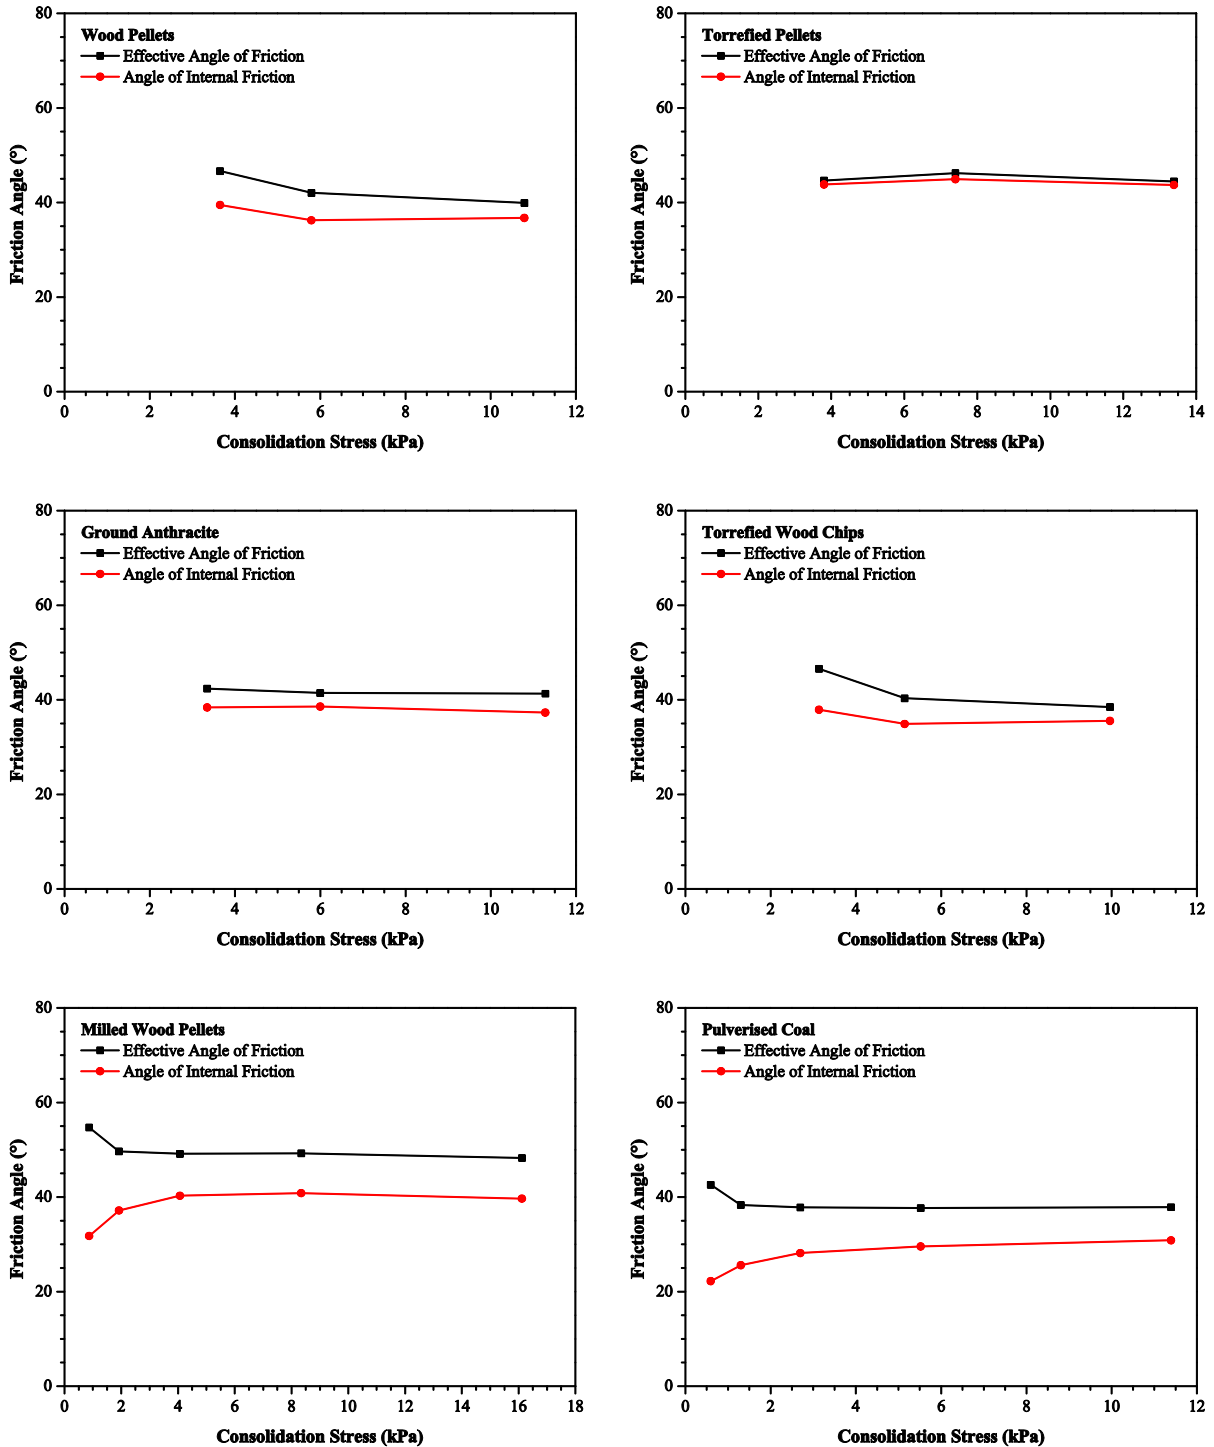 Wood Pellets
Effective Angle of Friction
Angle of Internal Friction
80
60
40
20
0
Friction Angle (°)
0 2 4 6 8 10 12
Consolidation Stress (kPa)
Torrefied Pellets
Effective Angle of Friction
Angle of Internal Friction
80
60
40
20
0
Friction Angle (°)
0 2 4 6 8 10 12 14
Consolidation Stress (kPa)
Ground Anthracite
Effective Angle of Friction
Angle of Internal Friction
80
60
40
20
0
Friction Angle (°)
0 2 4 6 8 10 12
Consolidation Stress (kPa)
Torrefied Wood Chips
Effective Angle of Friction
Angle of Internal Friction
80
60
40
20
0
Friction Angle (°)
0 2 4 6 8 10 12
Consolidation Stress (kPa)
Milled Wood Pellets
Effective Angle of Friction
Angle of Internal Friction
80
60
40
20
0
Friction Angle (°)
0 2 4 6 8 10 12 14 16 18
Consolidation Stress (kPa)
Pulverised Coal
Effective Angle of Friction
Angle of Internal Friction
80
60
40
20
0
Friction Angle (°)
0 2 4 6 8 10 12
Consolidation Stress (kPa)